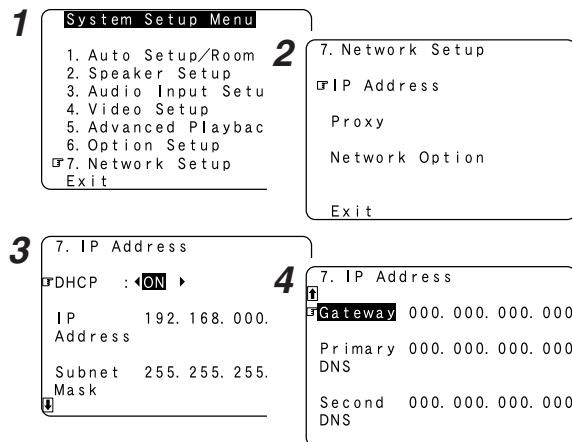 1
System Setup Menu
1. Auto Setup/Room
2. Speaker Setup
3. Audio Input Setu
4. Video Setup
5. Advanced Playbac
6. Option Setup
7. Network Setup
Exit
2
7. Network Setup
IP Address
Proxy
Network Option
Exit
3
7. IP Address
DHCP : ON
IP 192. 168. 000.
Address
Subnet 255. 255. 255.
Mask
4
7. IP Address
Gateway 000. 000. 000. 000
Primary 000. 000. 000. 000
DNS
Second 000. 000. 000. 000
DNS